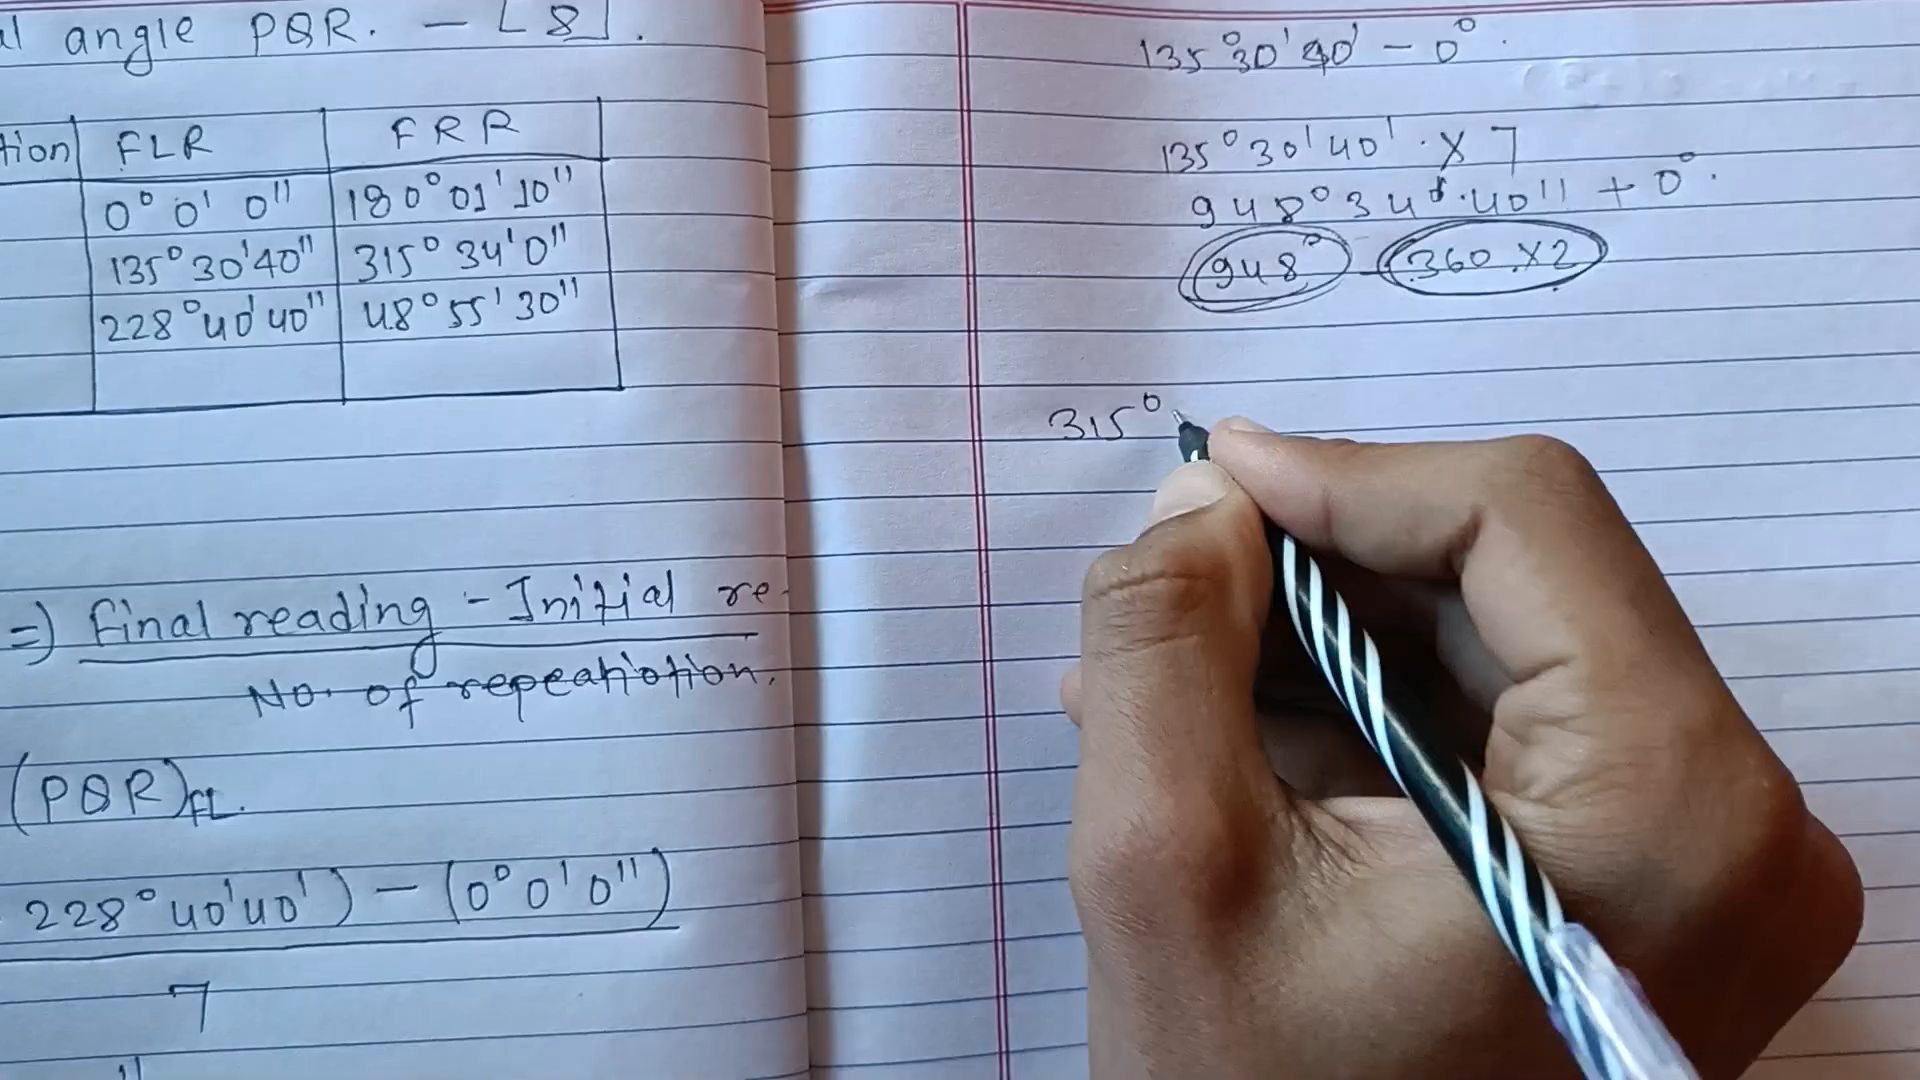 angle PQR. - [8].
tion FLR FRR
0° 0' 0" 180° 01' 10"
135° 30' 40" 315° 34' 0"
228° 40' 40" 48° 55' 30"
=) Final reading - Initial re
No. of repeatiotion.
(PQR)FL.
228° 40' 40') - (0° 0' 0")
7
135° 30' 40' - 0°.
135° 30' 40' . x 7
948° 34' . 40" + 0°.
948° - 360 x 2
315°